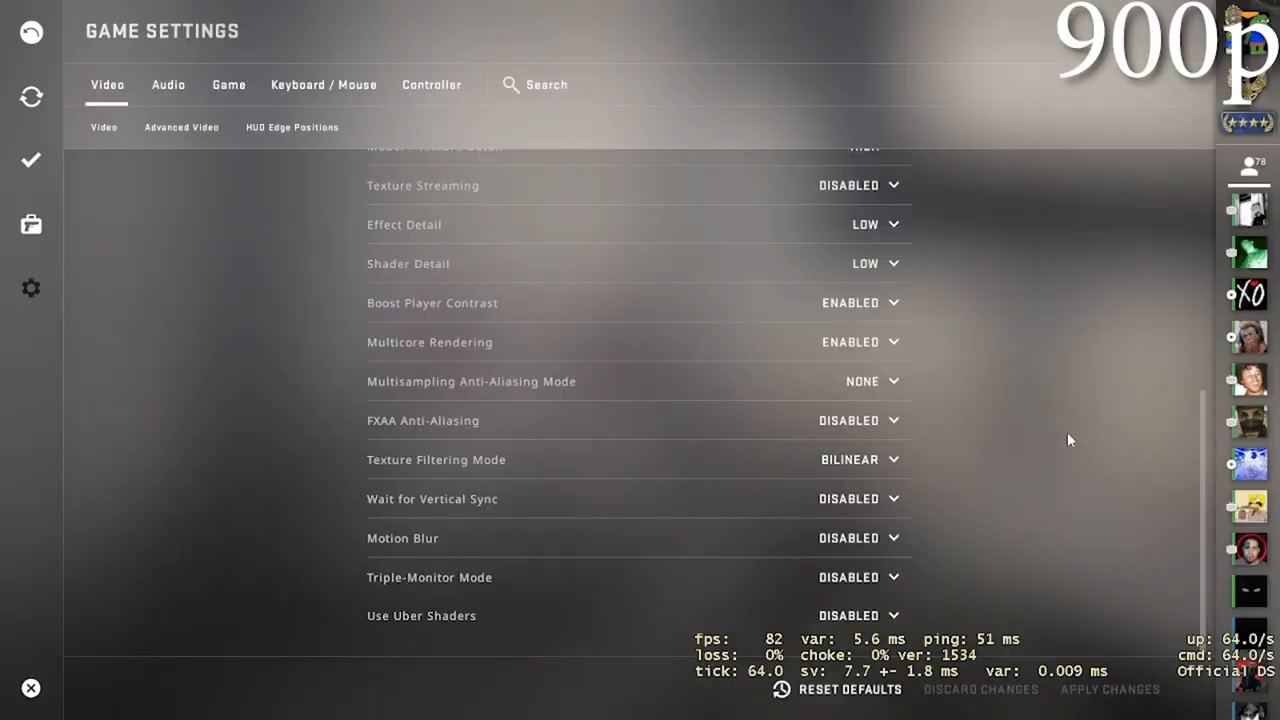 900p
GAME SETTINGS
Video Audio Game Keyboard / Mouse Controller Search
Video Advanced Video HUD Edge Positions
78
Texture Streaming DISABLED
Effect Detail LOW
Shader Detail LOW
XO
Boost Player Contrast ENABLED
Multicore Rendering ENABLED
Multisampling Anti-Aliasing Mode NONE
FXAA Anti-Aliasing DISABLED
Texture Filtering Mode BILINEAR
Wait for Vertical Sync DISABLED
Motion Blur DISABLED
Triple-Monitor Mode DISABLED
Use Uber Shaders DISABLED
fps: 82 var: 5.6 ms ping: 51 ms up: 64.0/s
loss: 0% choke: 0% ver: 1534 cmd: 64.0/s
tick: 64.0 sv: 7.7 +- 1.8 ms var: 0.009 ms Official DS
RESET DEFAULTS DISCARD CHANGES APPLY CHANGES